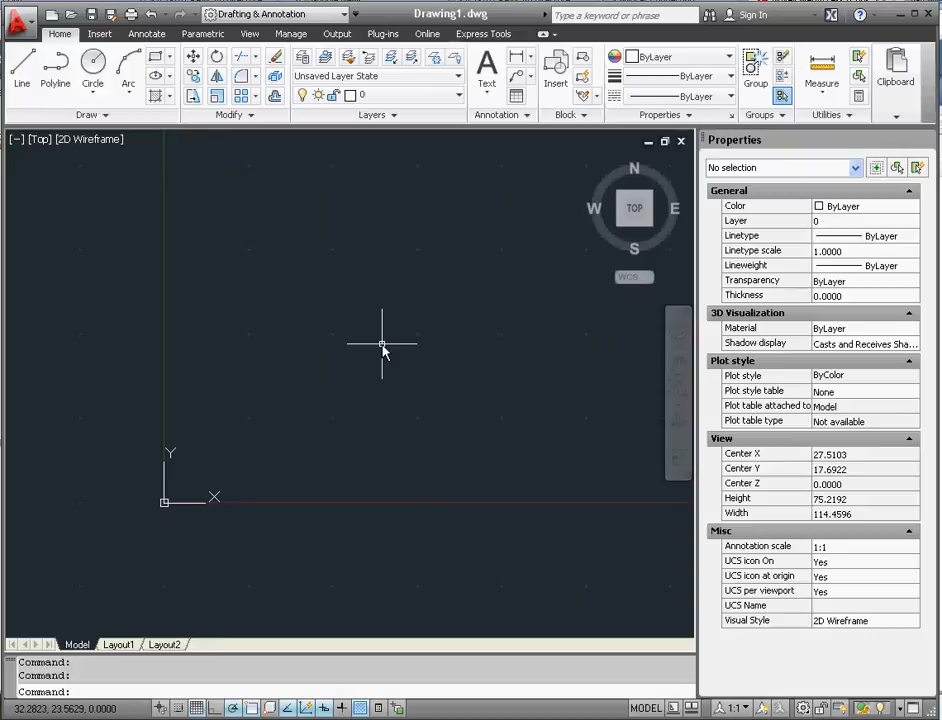 Drafting & Annotation
Drawing1.dwg
Type a keyword or phrase
Sign In
Home Insert Annotate Parametric View Manage Output Plug-ins Online Express Tools
Line Polyline Circle Arc
Unsaved Layer State
0
Text
Insert
ByLayer
ByLayer
ByLayer
Group
Measure
Clipboard
Draw Modify Layers Annotation Block Properties Groups Utilities
[−] [Top] [2D Wireframe]
N
W TOP E
S
WCS
Y
X
Properties
No selection
General
Color ByLayer
Layer 0
Linetype ByLayer
Linetype scale 1.0000
Lineweight ByLayer
Transparency ByLayer
Thickness 0.0000
3D Visualization
Material ByLayer
Shadow display Casts and Receives Sha...
Plot style
Plot style ByColor
Plot style table None
Plot table attached to Model
Plot table type Not available
View
Center X 27.5103
Center Y 17.6922
Center Z 0.0000
Height 75.2192
Width 114.4596
Misc
Annotation scale 1:1
UCS icon On Yes
UCS icon at origin Yes
UCS per viewport Yes
UCS Name
Visual Style 2D Wireframe
Model Layout1 Layout2
Command:
Command:
Command:
32.2823, 23.5629, 0.0000
MODEL
1:1